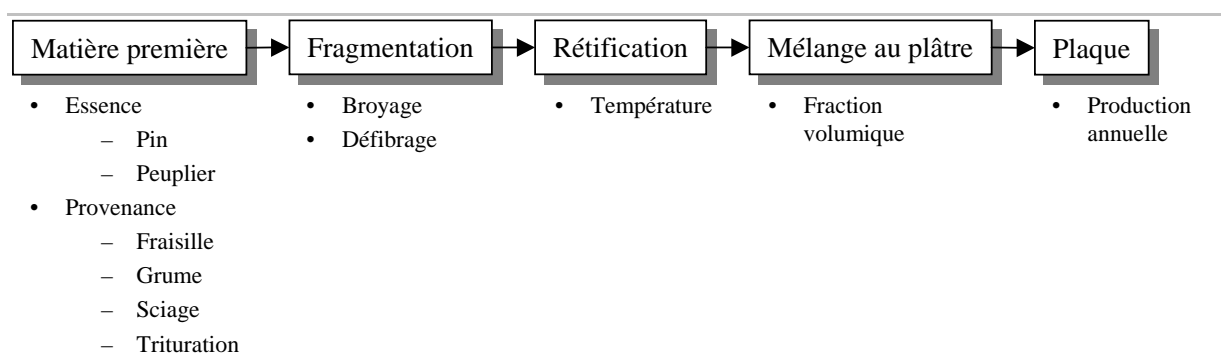 Matière première
Fragmentation
Rétification
Mélange au plâtre
Plaque
• Essence
– Pin
– Peuplier
• Provenance
– Fraisille
– Grume
– Sciage
– Trituration
• Broyage
• Défibrage
• Température
• Fraction
volumique
• Production
annuelle